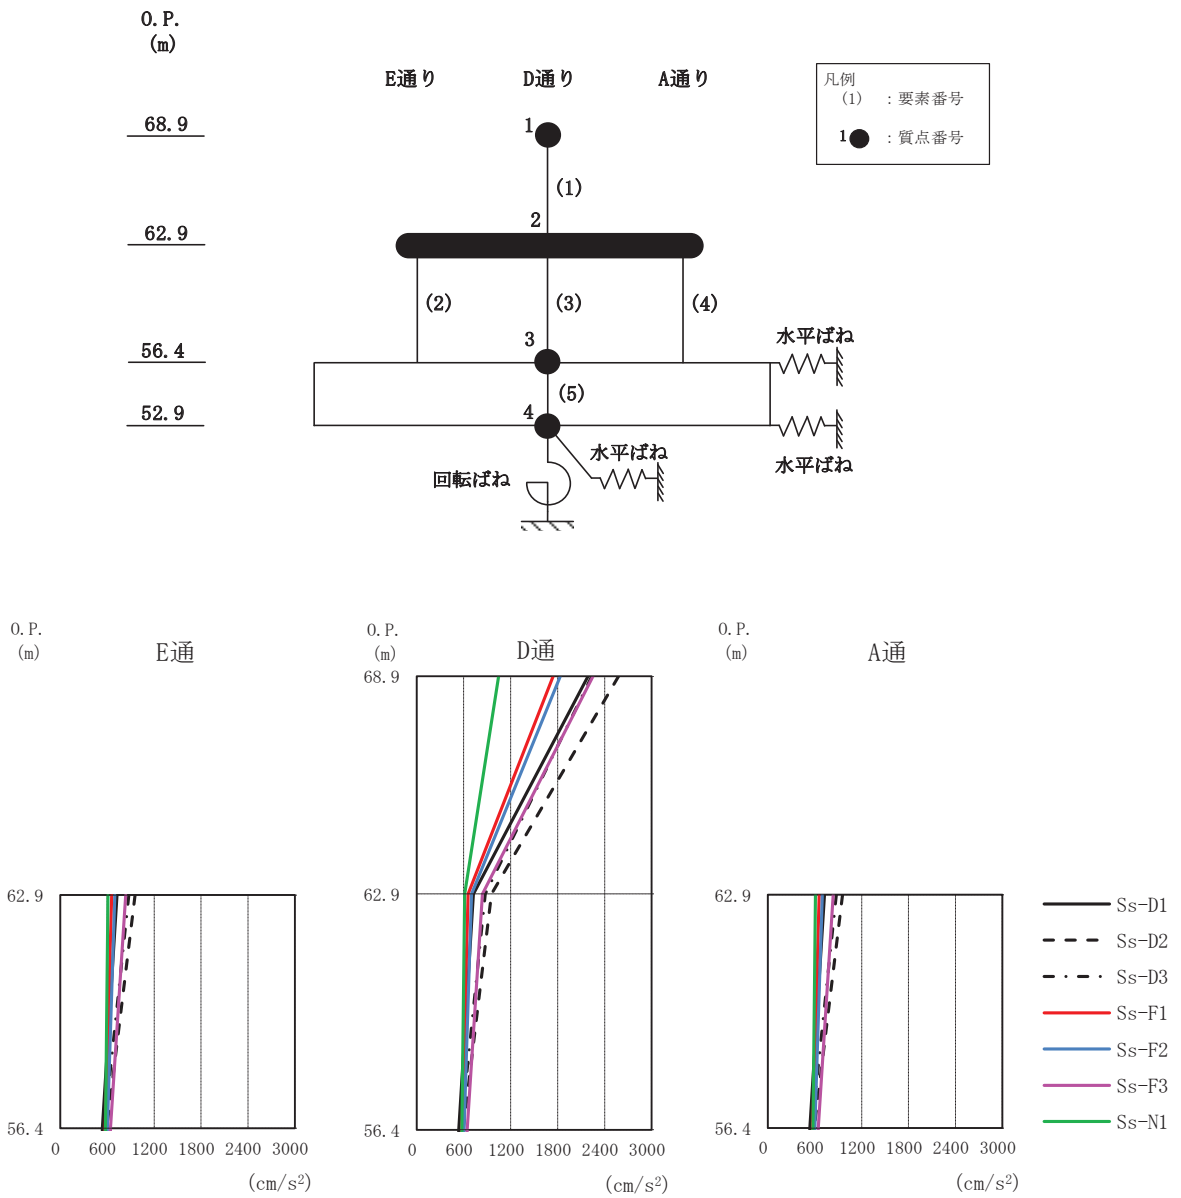 O.P.
(m)
E通り D通り A通り
凡例
(1) ：要素番号
1 ：質点番号
68.9
1
(1)
2
62.9
(2) (3) (4)
3
水平ばね
56.4
(5)
52.9
4
水平ばね
水平ばね
回転ばね
O.P.
(m)
E通
62.9
56.4
0 600 1200 1800 2400 3000
(cm/s²)
O.P.
(m)
D通
68.9
62.9
56.4
0 600 1200 1800 2400 3000
(cm/s²)
O.P.
(m)
A通
62.9
56.4
0 600 1200 1800 2400 3000
(cm/s²)
Ss-D1
Ss-D2
Ss-D3
Ss-F1
Ss-F2
Ss-F3
Ss-N1